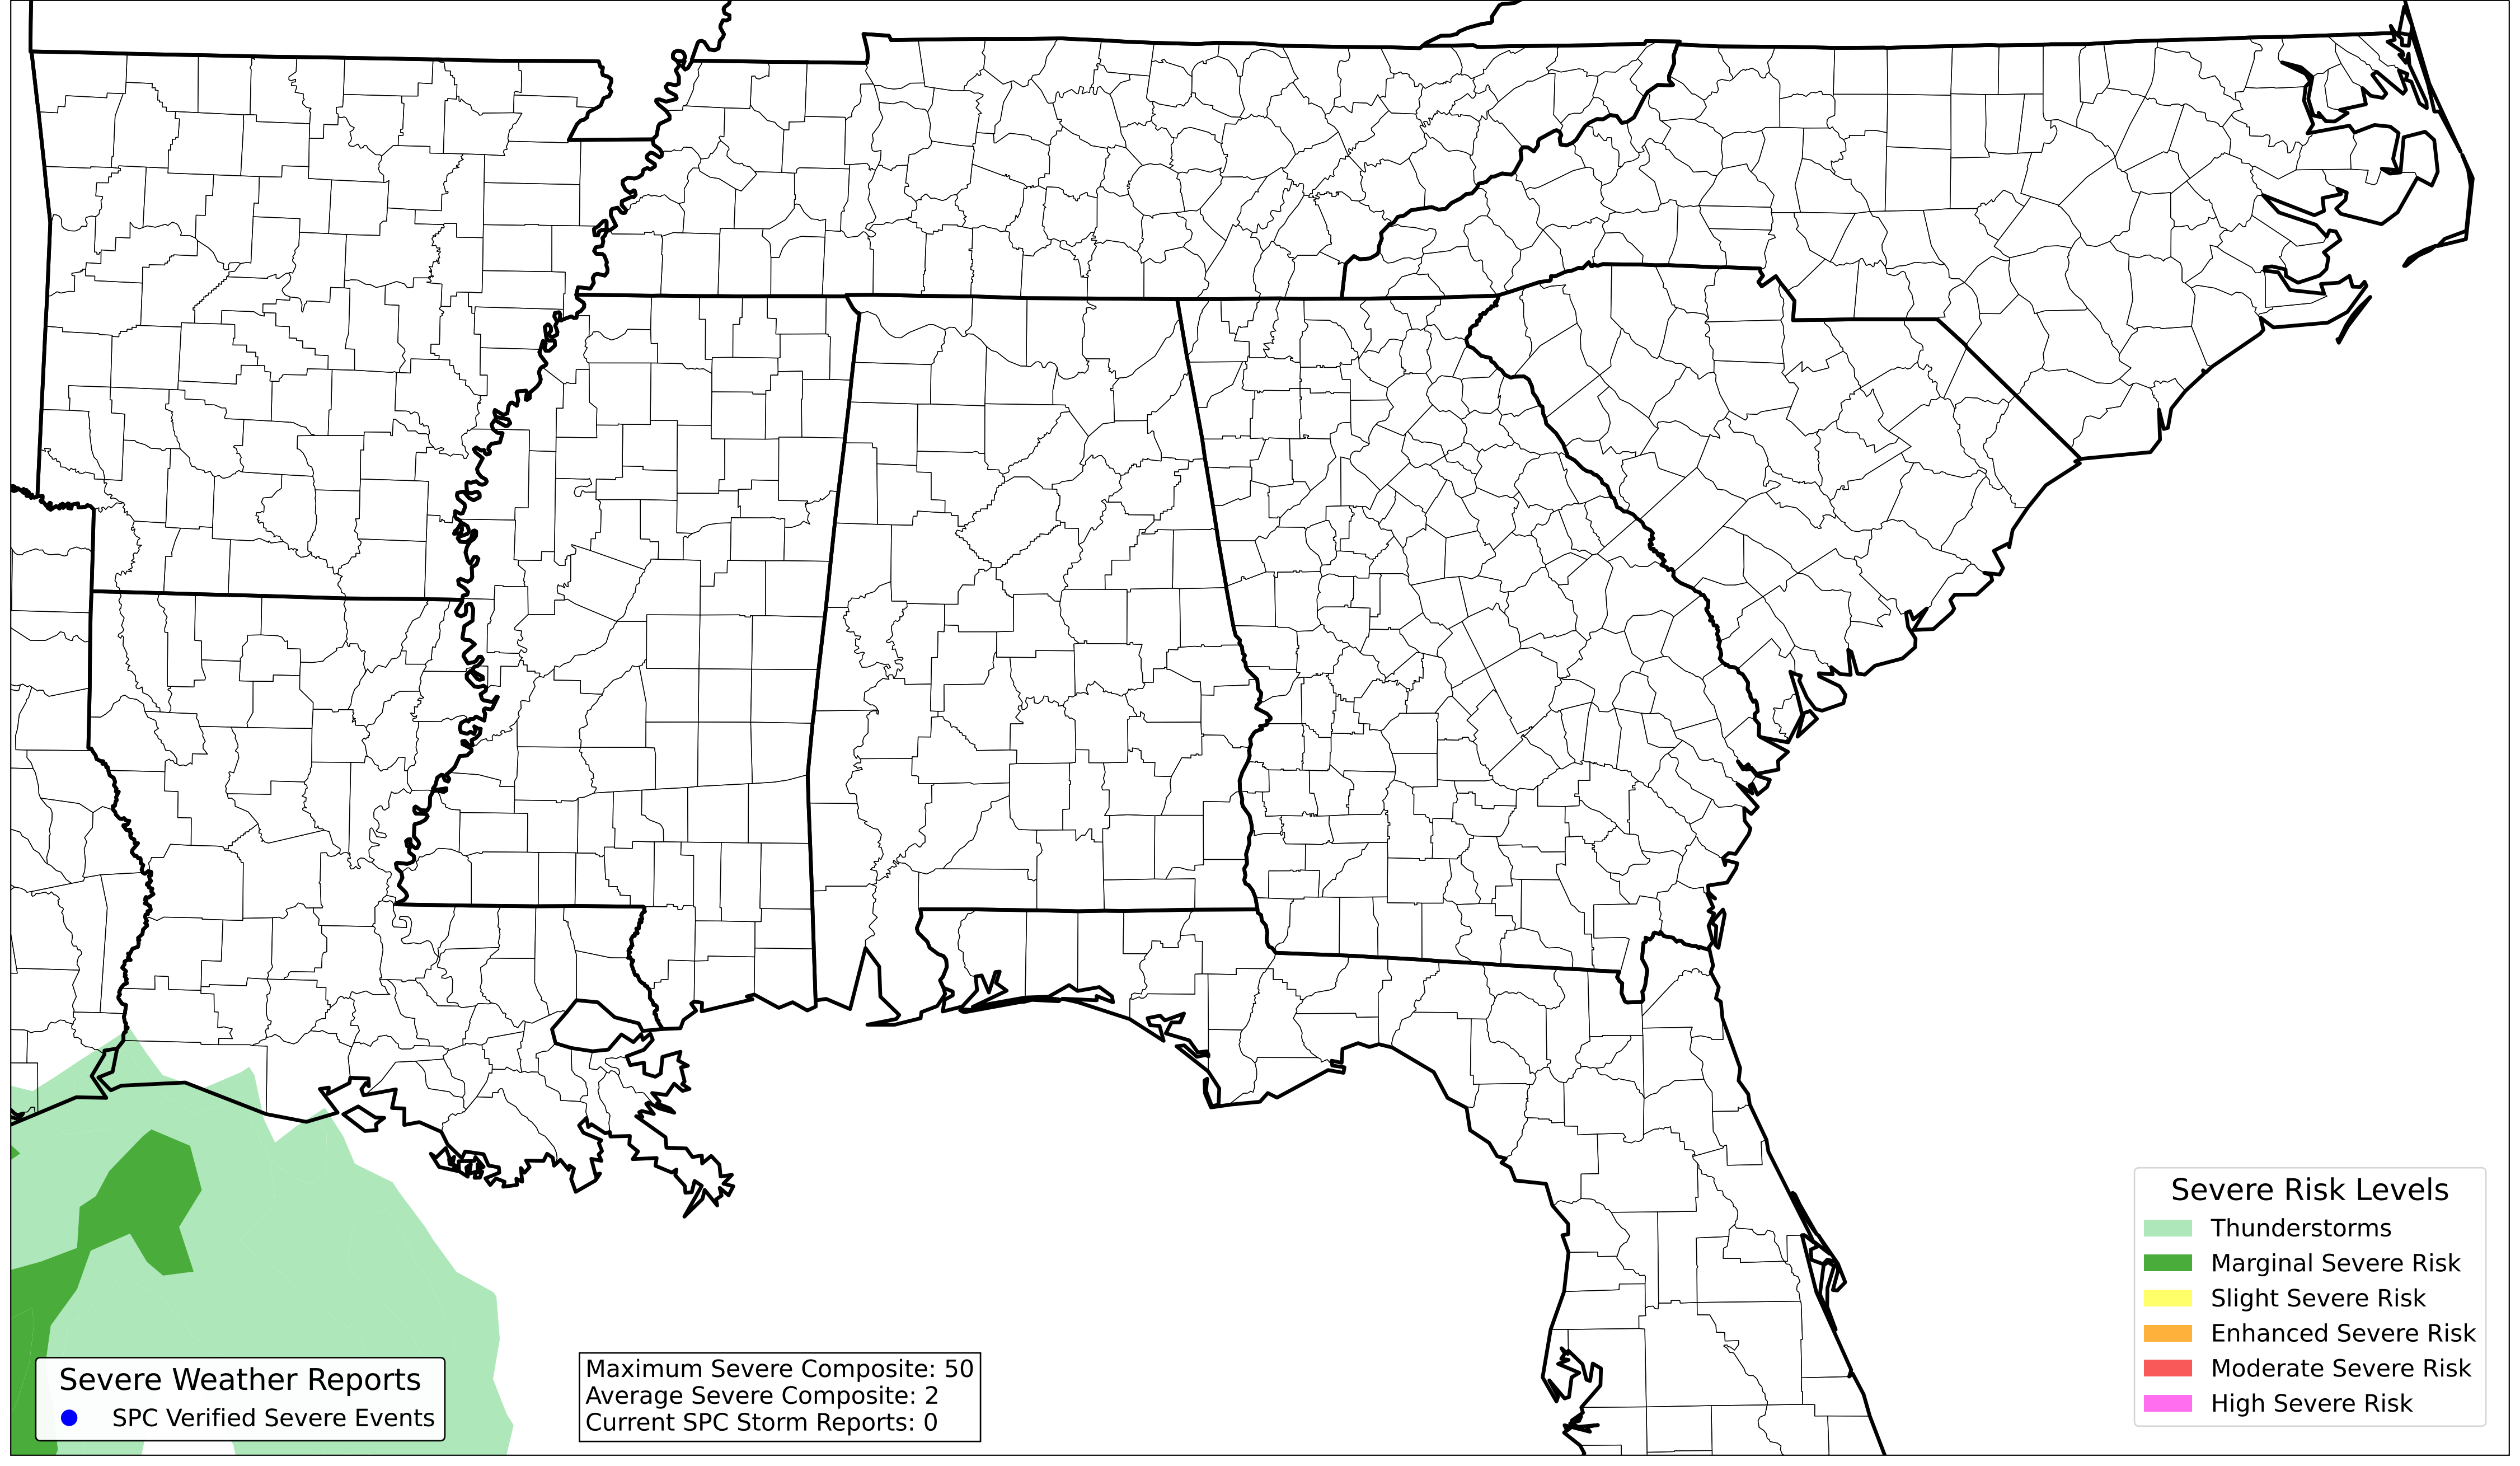 Severe Weather Reports
SPC Verified Severe Events
Maximum Severe Composite: 50
Average Severe Composite: 2
Current SPC Storm Reports: 0
Severe Risk Levels
Thunderstorms
Marginal Severe Risk
Slight Severe Risk
Enhanced Severe Risk
Moderate Severe Risk
High Severe Risk